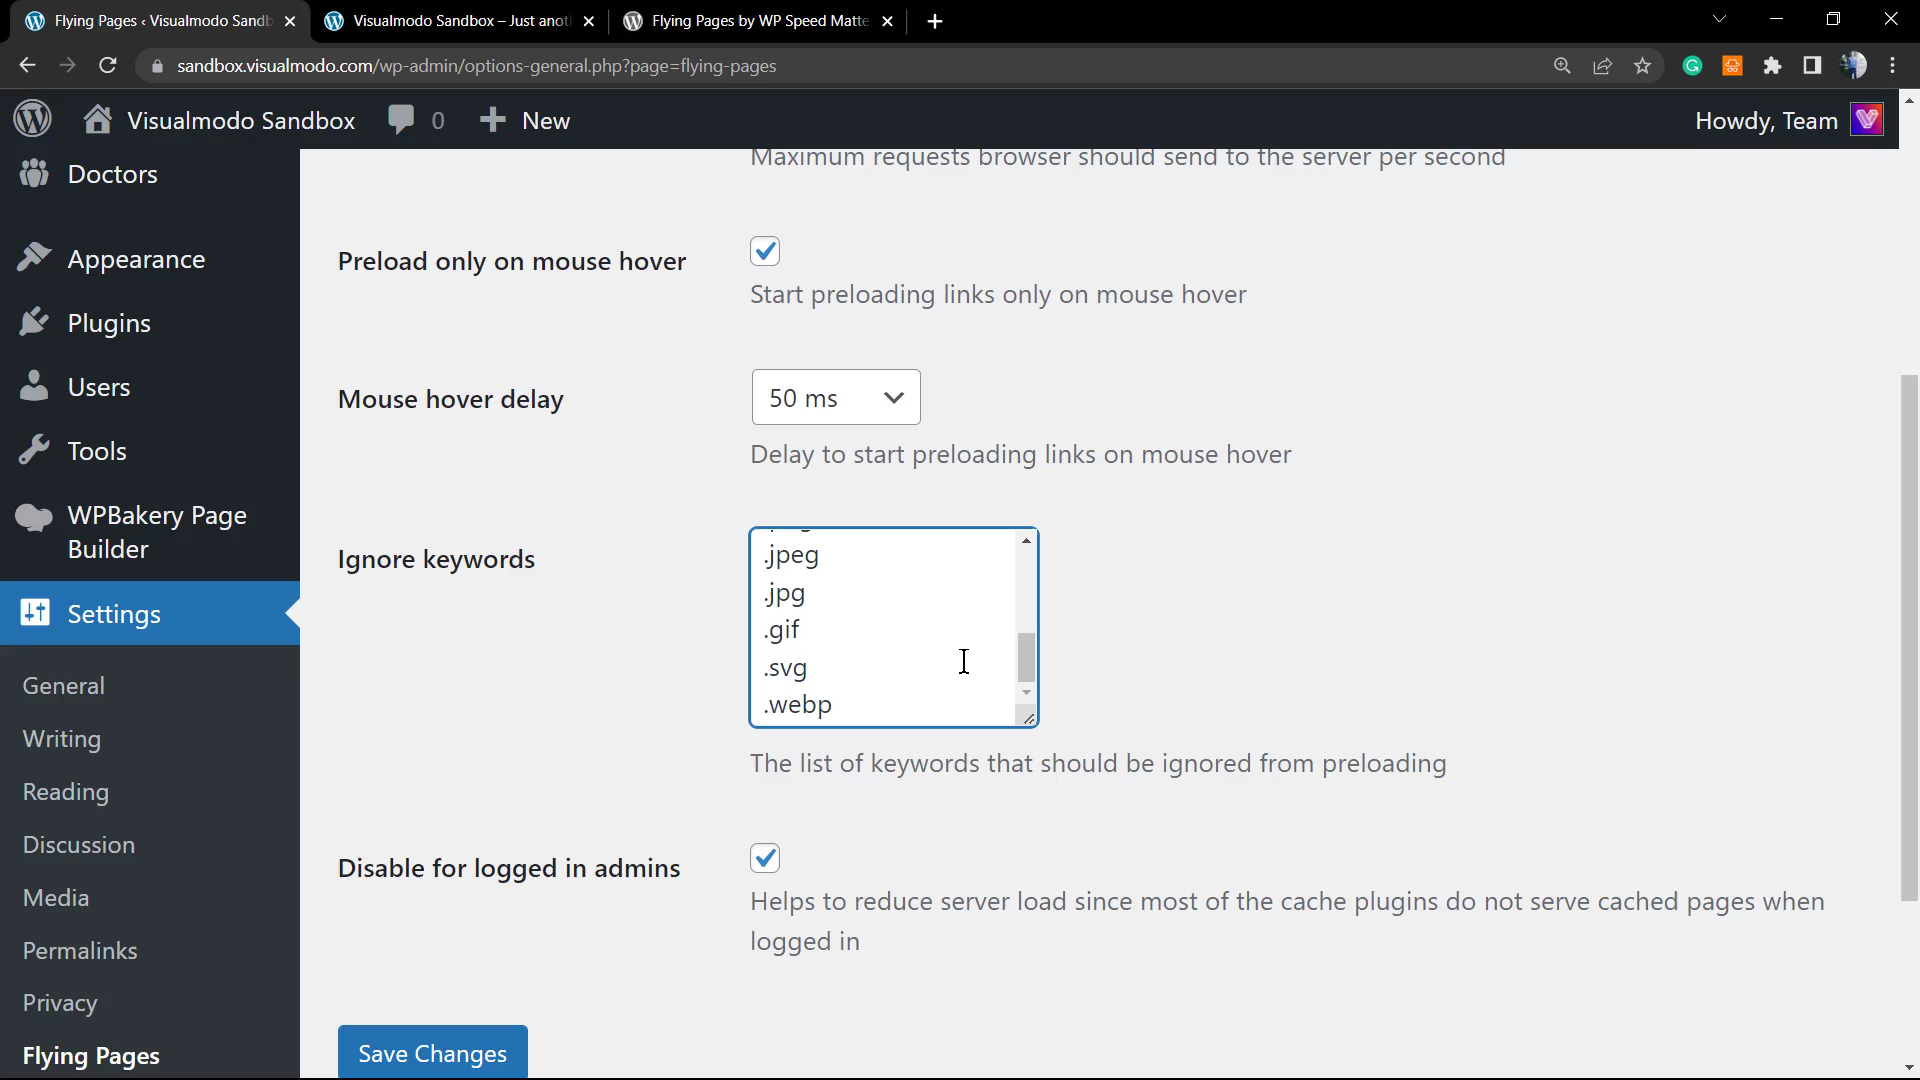 Flying Pages ‹ Visualmodo Sandb
Visualmodo Sandbox – Just anot
Flying Pages by WP Speed Matte
sandbox.visualmodo.com/wp-admin/options-general.php?page=flying-pages
Visualmodo Sandbox
0
New
Howdy, Team
Doctors
Appearance
Plugins
Users
Tools
WPBakery Page
Builder
Settings
General
Writing
Reading
Discussion
Media
Permalinks
Privacy
Flying Pages
Maximum requests browser should send to the server per second
Preload only on mouse hover
Start preloading links only on mouse hover
Mouse hover delay
50 ms
Delay to start preloading links on mouse hover
Ignore keywords
.jpeg
.jpg
.gif
.svg
.webp
The list of keywords that should be ignored from preloading
Disable for logged in admins
Helps to reduce server load since most of the cache plugins do not serve cached pages when
logged in
Save Changes